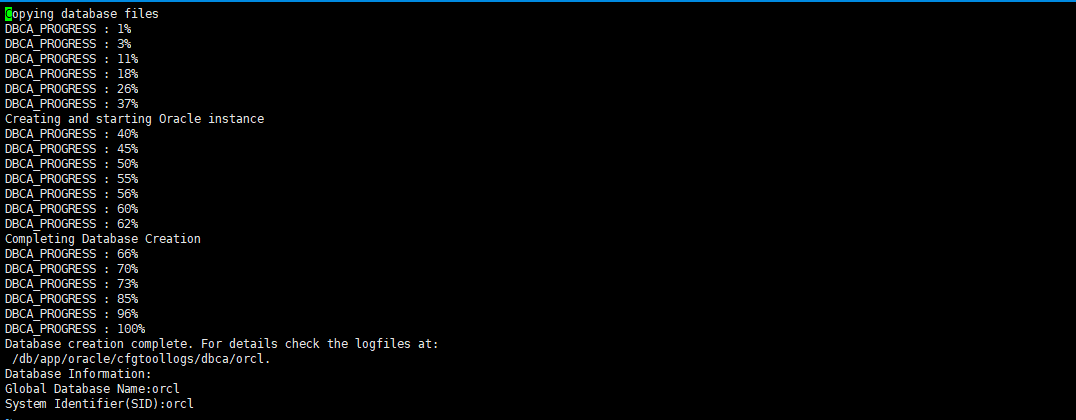 Copying database files
DBCA_PROGRESS : 1%
DBCA_PROGRESS : 3%
DBCA_PROGRESS : 11%
DBCA_PROGRESS : 18%
DBCA_PROGRESS : 26%
DBCA_PROGRESS : 37%
Creating and starting Oracle instance
DBCA_PROGRESS : 40%
DBCA_PROGRESS : 45%
DBCA_PROGRESS : 50%
DBCA_PROGRESS : 55%
DBCA_PROGRESS : 56%
DBCA_PROGRESS : 60%
DBCA_PROGRESS : 62%
Completing Database Creation
DBCA_PROGRESS : 66%
DBCA_PROGRESS : 70%
DBCA_PROGRESS : 73%
DBCA_PROGRESS : 85%
DBCA_PROGRESS : 96%
DBCA_PROGRESS : 100%
Database creation complete. For details check the logfiles at:
 /db/app/oracle/cfgtoollogs/dbca/orcl.
Database Information:
Global Database Name:orcl
System Identifier(SID):orcl